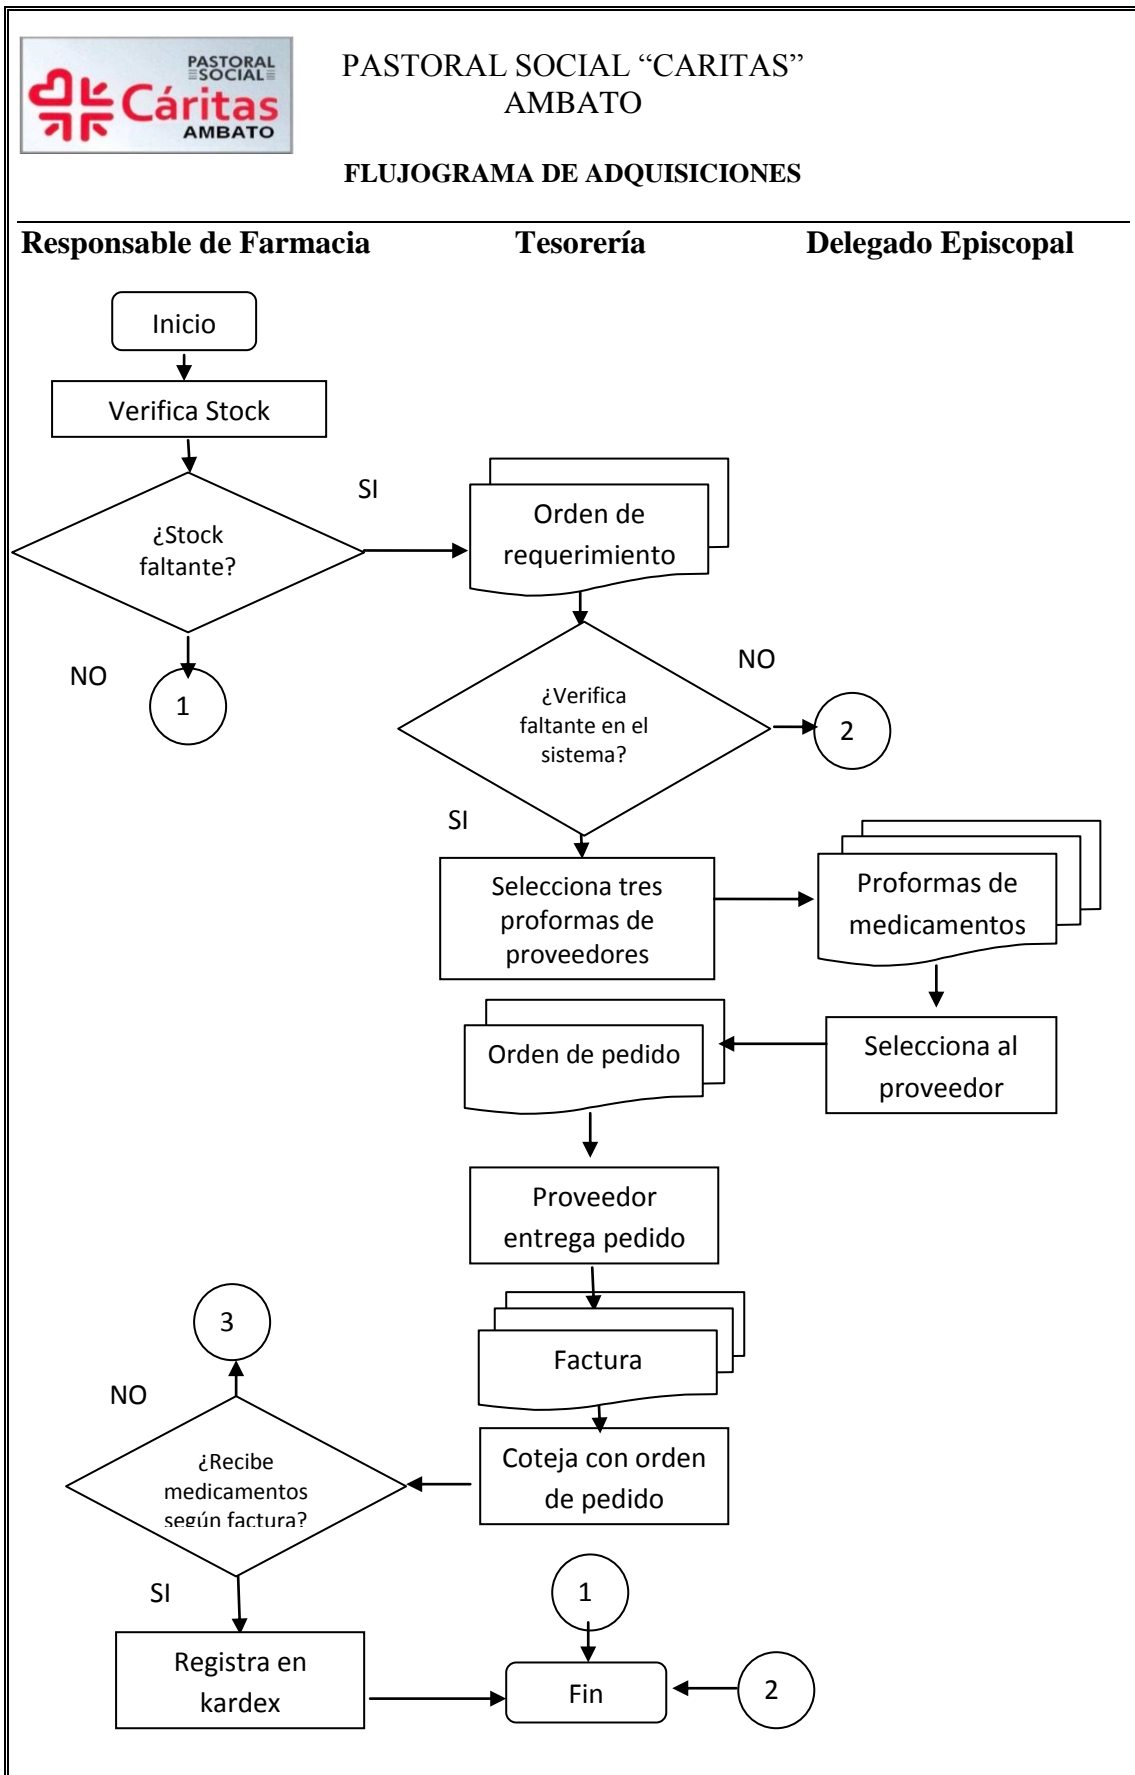 PASTORAL
SOCIAL
Cáritas
AMBATO
PASTORAL SOCIAL “CARITAS”
AMBATO
FLUJOGRAMA DE ADQUISICIONES
Responsable de Farmacia
Tesorería
Delegado Episcopal
Inicio
Verifica Stock
¿Stock
faltante?
SI
NO
1
Orden de
requerimiento
¿Verifica
faltante en el
sistema?
NO
2
SI
Selecciona tres
proformas de
proveedores
Proformas de
medicamentos
Selecciona al
proveedor
Orden de pedido
Proveedor
entrega pedido
Factura
Coteja con orden
de pedido
¿Recibe
medicamentos
según factura?
NO
3
SI
Registra en
kardex
1
Fin
2